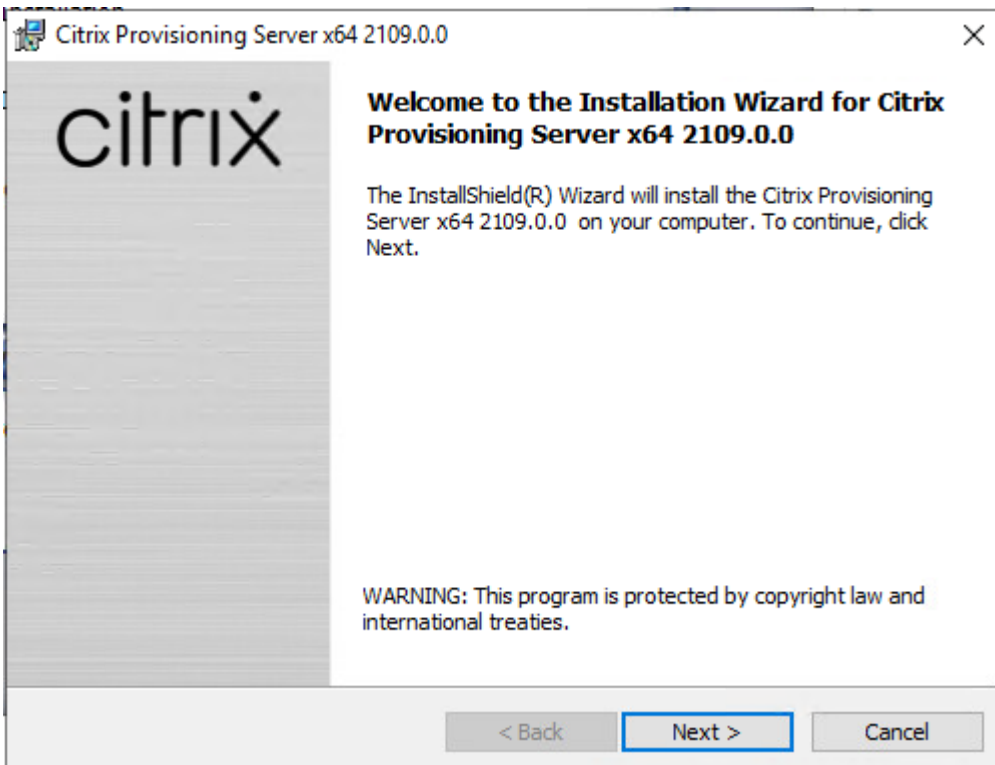 Citrix Provisioning Server x64 2109.0.0
citrix
Welcome to the Installation Wizard for Citrix
Provisioning Server x64 2109.0.0
The InstallShield(R) Wizard will install the Citrix Provisioning
Server x64 2109.0.0  on your computer. To continue, click
Next.
WARNING: This program is protected by copyright law and
international treaties.
< Back
Next >
Cancel